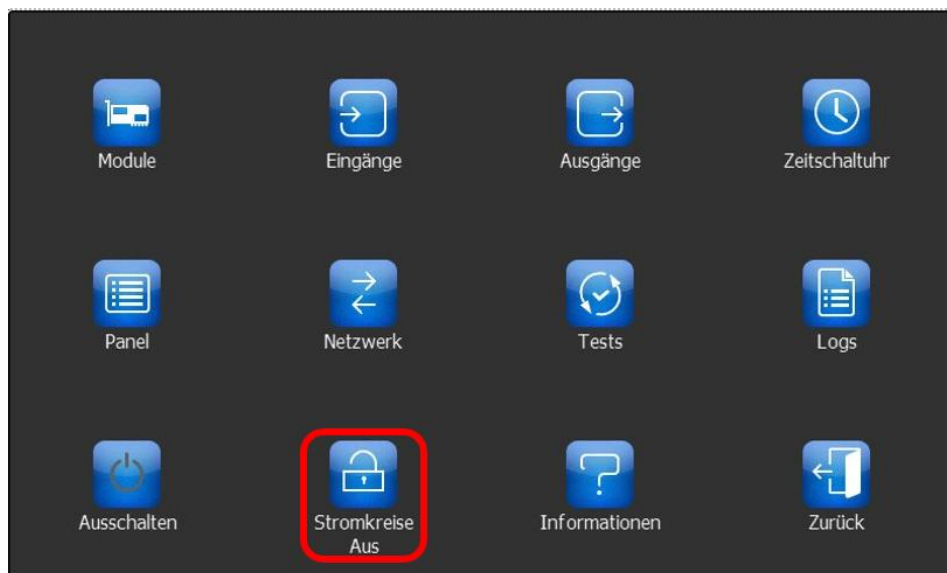 Module
Eingänge
Ausgänge
Zeitschaltuhr
Panel
Netzwerk
Tests
Logs
Ausschalten
Stromkreise
Aus
Informationen
Zurück